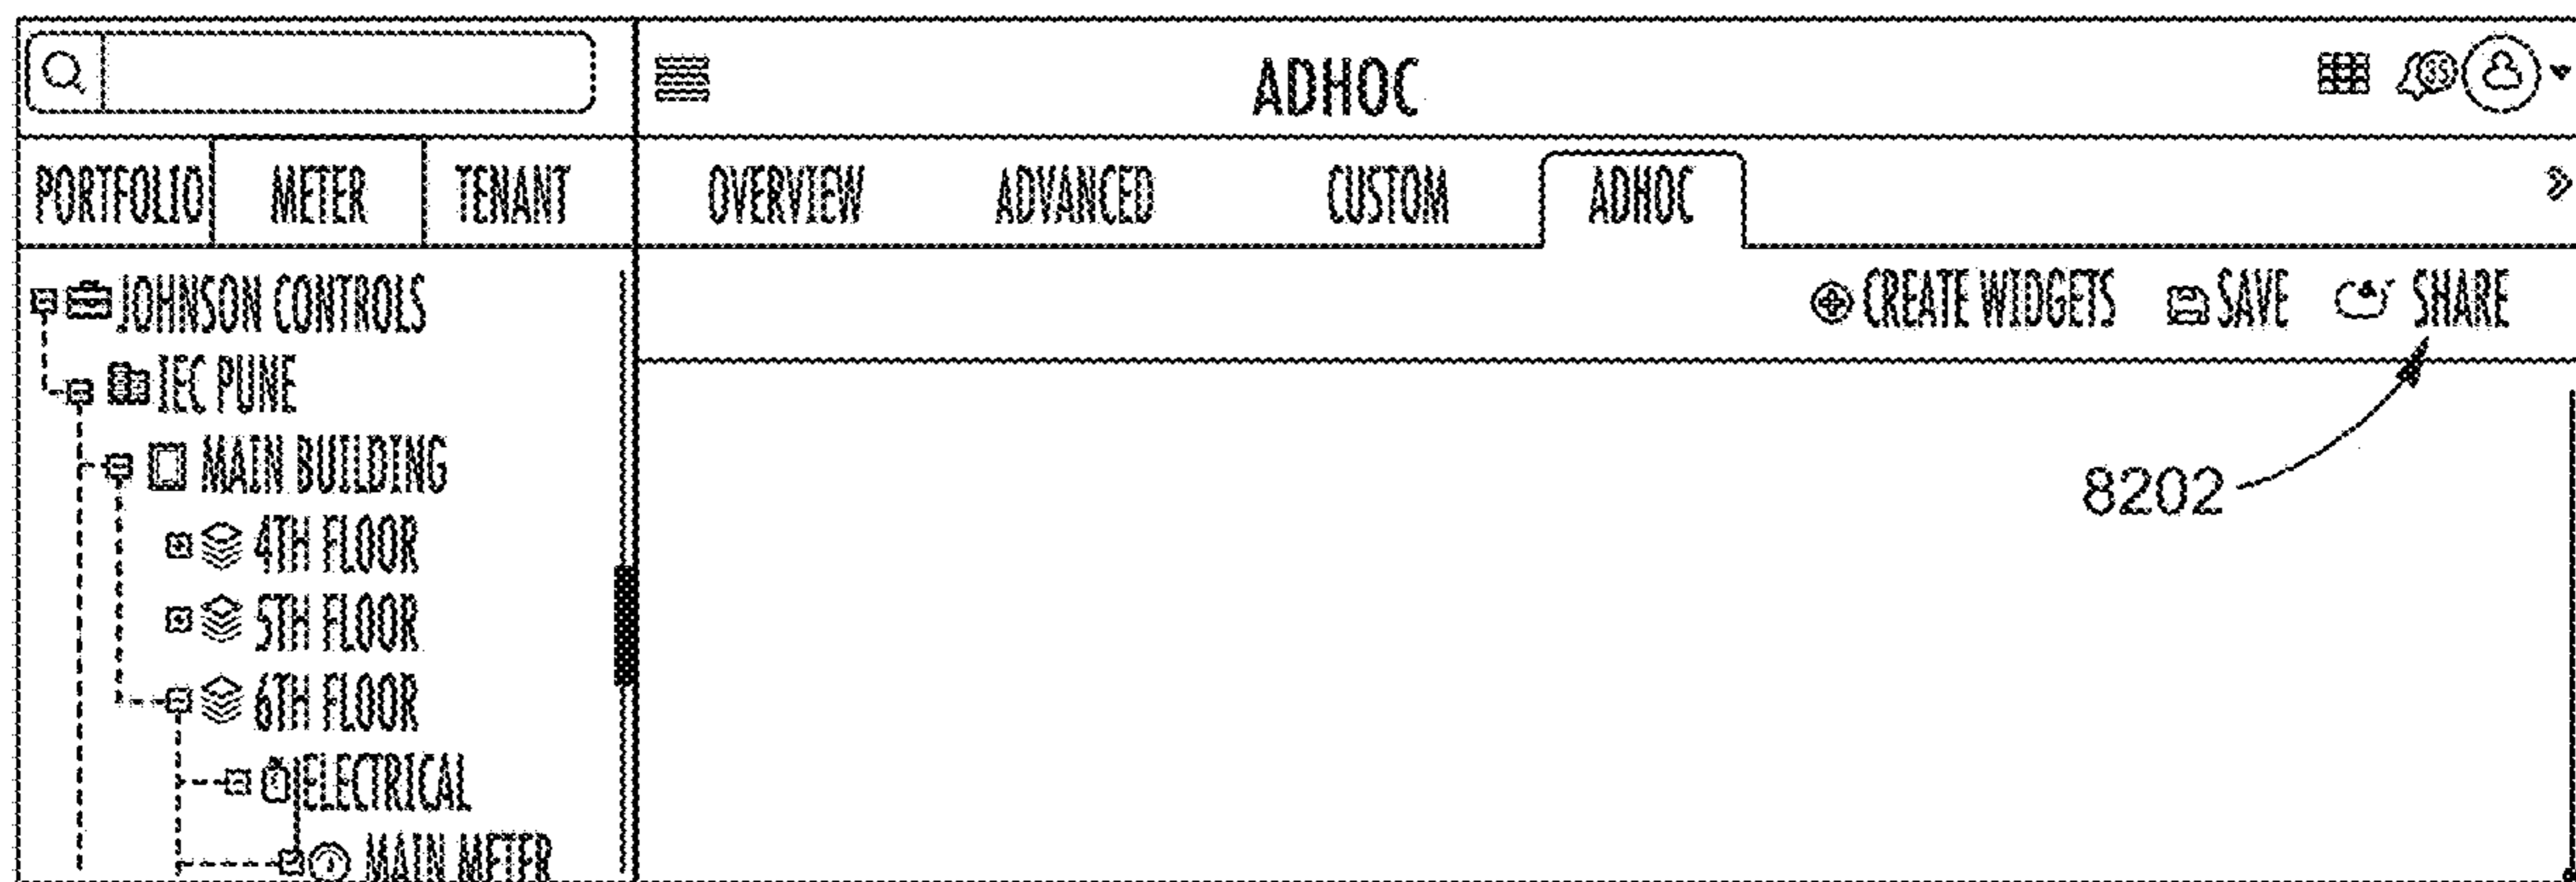 ADHOC
35
PORTFOLIO METER TENANT
OVERVIEW ADVANCED CUSTOM ADHOC
CREATE WIDGETS SAVE SHARE
JOHNSON CONTROLS
IEC PUNE
MAIN BUILDING
4TH FLOOR
5TH FLOOR
6TH FLOOR
ELECTRICAL
MAIN METER
8202